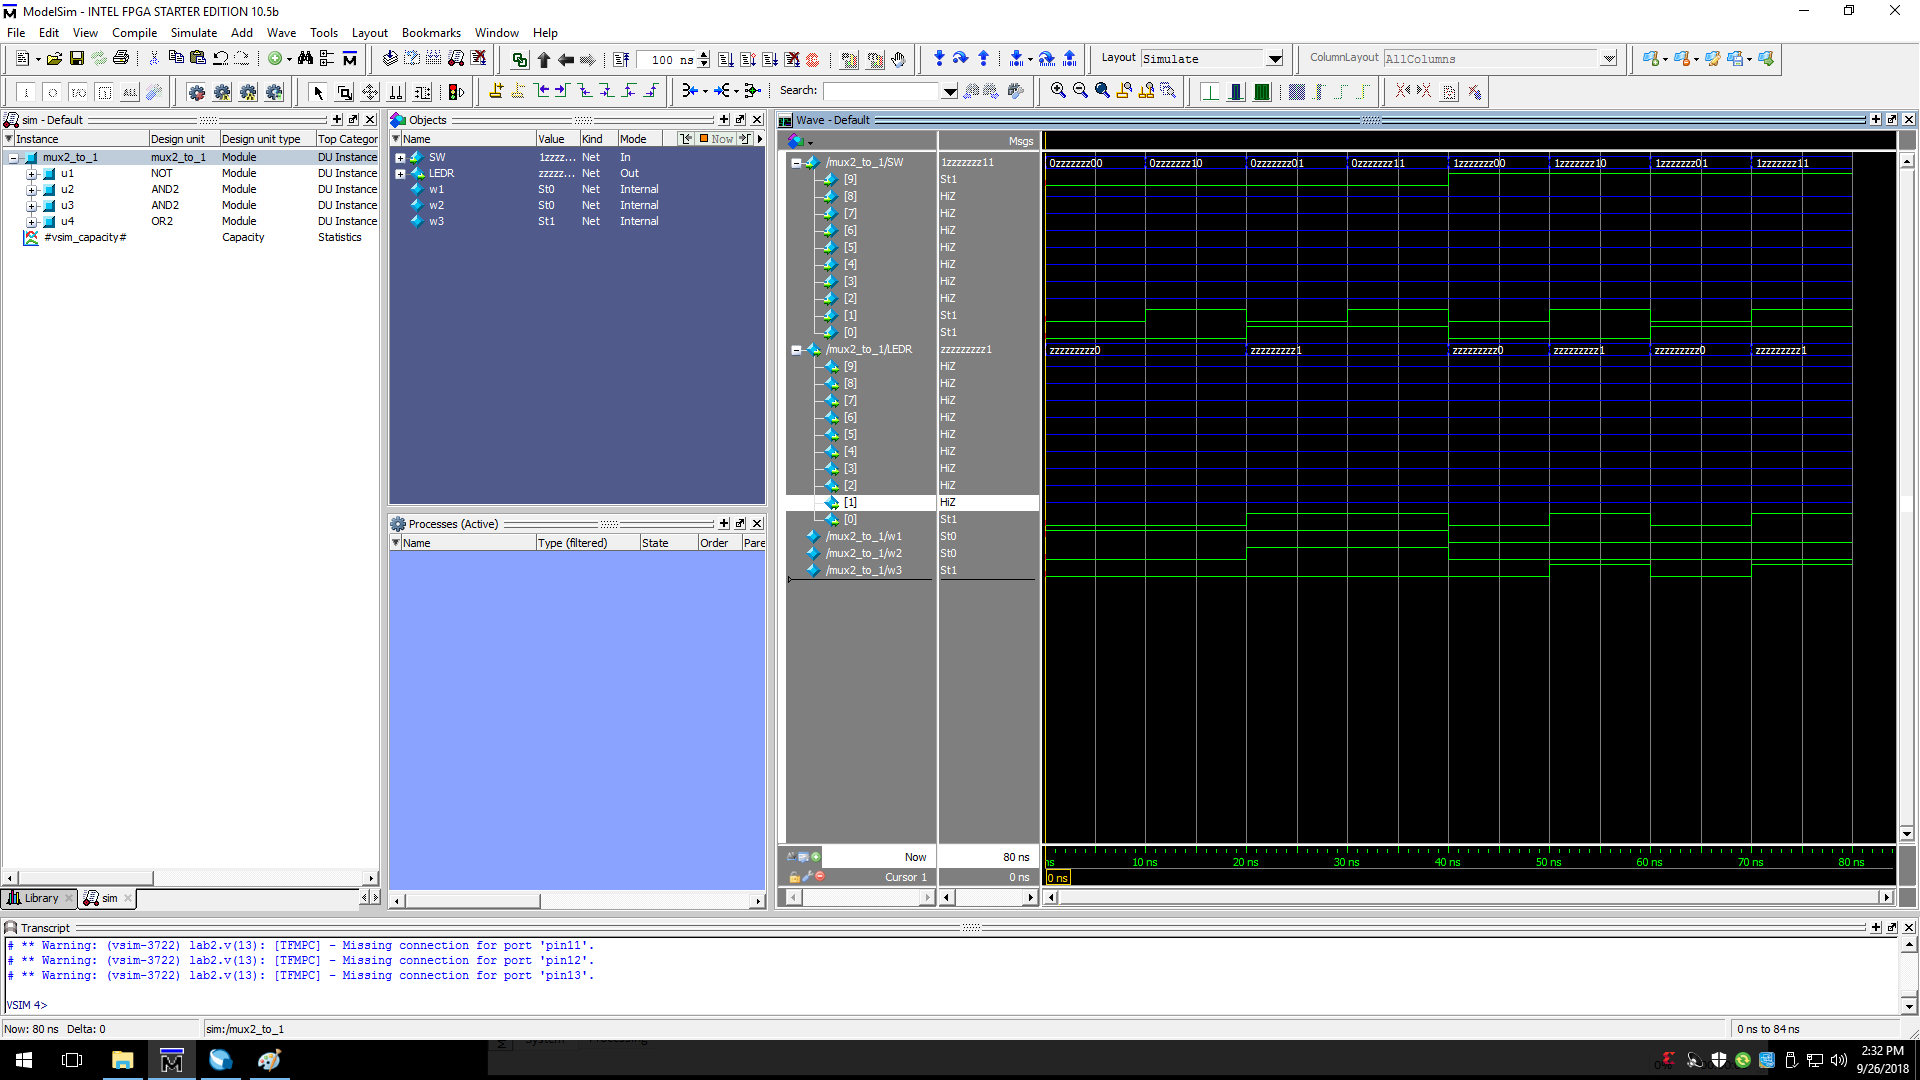 ModelSim - INTEL FPGA STARTER EDITION 10.5b
File Edit View Compile Simulate Add Wave Tools Layout Bookmarks Window Help
100 ns
Layout Simulate
ColumnLayout AllColumns
Search:
sim - Default
Instance Design unit Design unit type Top Categor
mux2_to_1 mux2_to_1 Module DU Instance
u1 NOT Module DU Instance
u2 AND2 Module DU Instance
u3 AND2 Module DU Instance
u4 OR2 Module DU Instance
#vsim_capacity# Capacity Statistics
Library sim
Objects
Name Value Kind Mode Now
SW 1zzzz... Net In
LEDR zzzzz... Net Out
w1 St0 Net Internal
w2 St0 Net Internal
w3 St1 Net Internal
Processes (Active)
Name Type (filtered) State Order Pare
Wave - Default
Msgs
/mux2_to_1/SW 1zzzzzzz11 0zzzzzzz00 0zzzzzzz10 0zzzzzzz01 0zzzzzzz11 1zzzzzzz00 1zzzzzzz10 1zzzzzzz01 1zzzzzzz11
[9] St1
[8] HiZ
[7] HiZ
[6] HiZ
[5] HiZ
[4] HiZ
[3] HiZ
[2] HiZ
[1] St1
[0] St1
/mux2_to_1/LEDR zzzzzzzzz1 zzzzzzzzz0 zzzzzzzzz1 zzzzzzzzz0 zzzzzzzzz1 zzzzzzzzz0 zzzzzzzzz1
[9] HiZ
[8] HiZ
[7] HiZ
[6] HiZ
[5] HiZ
[4] HiZ
[3] HiZ
[2] HiZ
[1] HiZ
[0] St1
/mux2_to_1/w1 St0
/mux2_to_1/w2 St0
/mux2_to_1/w3 St1
Now 80 ns ns 10 ns 20 ns 30 ns 40 ns 50 ns 60 ns 70 ns 80 ns
Cursor 1 0 ns 0 ns
Transcript
# ** Warning: (vsim-3722) lab2.v(13): [TFMPC] - Missing connection for port 'pin11'.
# ** Warning: (vsim-3722) lab2.v(13): [TFMPC] - Missing connection for port 'pin12'.
# ** Warning: (vsim-3722) lab2.v(13): [TFMPC] - Missing connection for port 'pin13'.
VSIM 4>
Now: 80 ns Delta: 0 sim:/mux2_to_1 0 ns to 84 ns
2:32 PM
9/26/2018